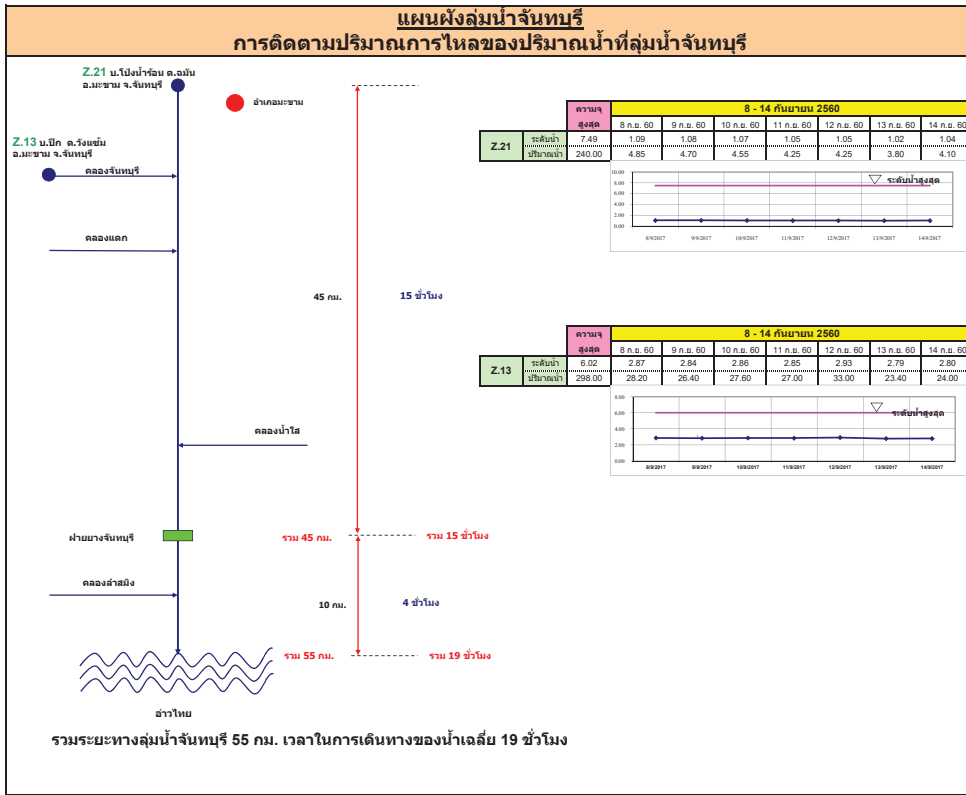 แผนผังลุ่มน้ำจันทบุรี
การติดตามปริมาณการไหลของปริมาณน้ำที่ลุ่มน้ำจันทบุรี
Z.21 บ.โป่งน้ำร้อน ต.ฉมัน
อ.มะขาม จ.จันทบุรี
อำเภอมะขาม
Z.13 บ.ปึก ต.วังแซ้ม
อ.มะขาม จ.จันทบุรี
คลองจันทบุรี
คลองแตก
45 กม. 15 ชั่วโมง
คลองน้ำใส
ฝายยางจันทบุรี รวม 45 กม. รวม 15 ชั่วโมง
คลองลำสมิง
10 กม. 4 ชั่วโมง
รวม 55 กม. รวม 19 ชั่วโมง
อ่าวไทย
รวมระยะทางลุ่มน้ำจันทบุรี 55 กม. เวลาในการเดินทางของน้ำเฉลี่ย 19 ชั่วโมง
ความจุ 8 - 14 กันยายน 2560
สูงสุด 8 ก.ย. 60 9 ก.ย. 60 10 ก.ย. 60 11 ก.ย. 60 12 ก.ย. 60 13 ก.ย. 60 14 ก.ย. 60
Z.21 ระดับน้ำ 7.49 1.09 1.08 1.07 1.05 1.05 1.02 1.04
ปริมาณน้ำ 240.00 4.85 4.70 4.55 4.25 4.25 3.80 4.10
10.00
8.00
6.00
4.00
2.00
0.00
ระดับน้ำสูงสุด
8/9/2017 9/9/2017 10/9/2017 11/9/2017 12/9/2017 13/9/2017 14/9/2017
ความจุ 8 - 14 กันยายน 2560
สูงสุด 8 ก.ย. 60 9 ก.ย. 60 10 ก.ย. 60 11 ก.ย. 60 12 ก.ย. 60 13 ก.ย. 60 14 ก.ย. 60
Z.13 ระดับน้ำ 6.02 2.87 2.84 2.86 2.85 2.93 2.79 2.80
ปริมาณน้ำ 298.00 28.20 26.40 27.60 27.00 33.00 23.40 24.00
8.00
6.00
4.00
2.00
0.00
ระดับน้ำสูงสุด
8/9/2017 9/9/2017 10/9/2017 11/9/2017 12/9/2017 13/9/2017 14/9/2017